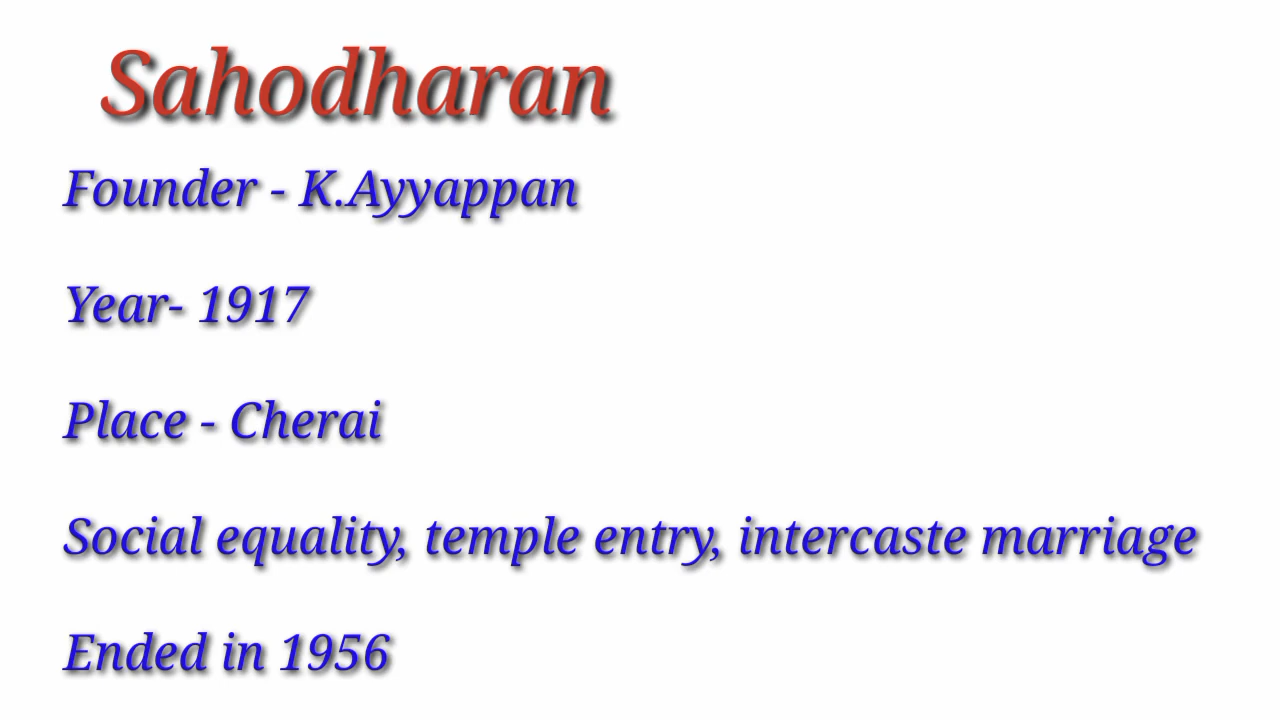 Sahodharan
Founder - K.Ayyappan
Year- 1917
Place - Cherai
Social equality, temple entry, intercaste marriage
Ended in 1956